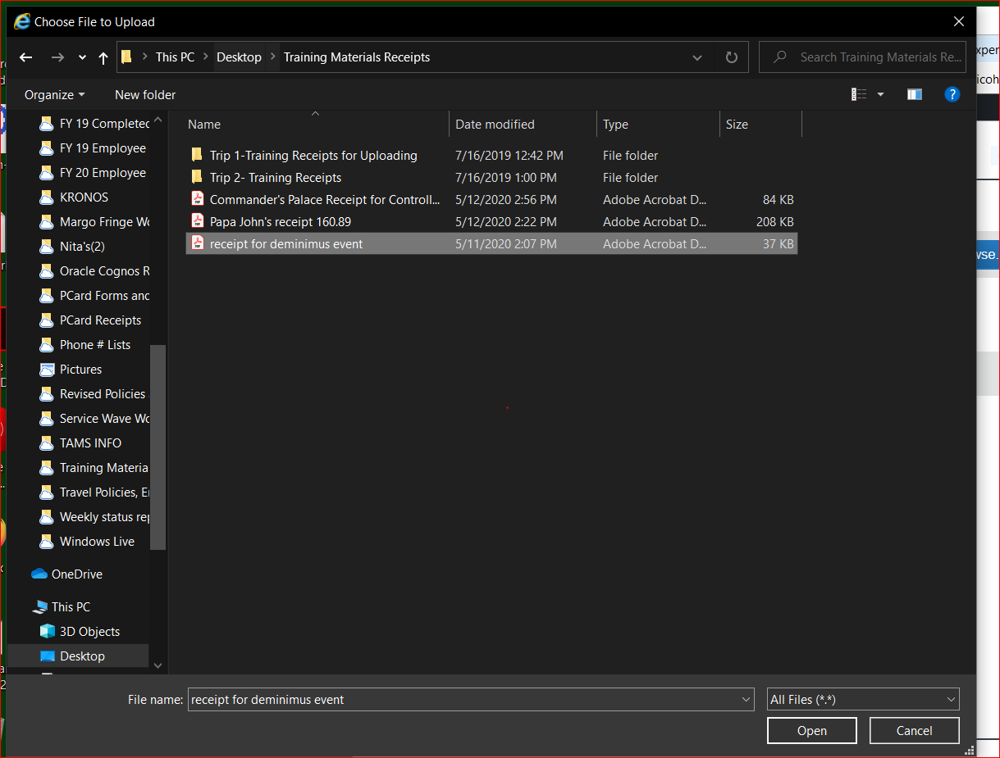 Choose File to Upload
This PC > Desktop > Training Materials Receipts
Search Training Materials Re...
Organize
New folder
?
FY 19 Completed
FY 19 Employee
FY 20 Employee
KRONOS
Margo Fringe Wo
Nita's(2)
Oracle Cognos R
PCard Forms and
PCard Receipts
Phone # Lists
Pictures
Revised Policies
Service Wave Wo
TAMS INFO
Training Materia
Travel Policies, E
Weekly status rep
Windows Live
OneDrive
This PC
3D Objects
Desktop
Name Date modified Type Size
Trip 1-Training Receipts for Uploading 7/16/2019 12:42 PM File folder
Trip 2- Training Receipts 7/16/2019 1:00 PM File folder
Commander's Palace Receipt for Controll... 5/12/2020 2:56 PM Adobe Acrobat D... 84 KB
Papa John's receipt 160.89 5/12/2020 2:22 PM Adobe Acrobat D... 208 KB
receipt for deminimus event 5/11/2020 2:07 PM Adobe Acrobat D... 37 KB
File name: receipt for deminimus event
All Files (*.*)
Open
Cancel
xper
icoh
wse.